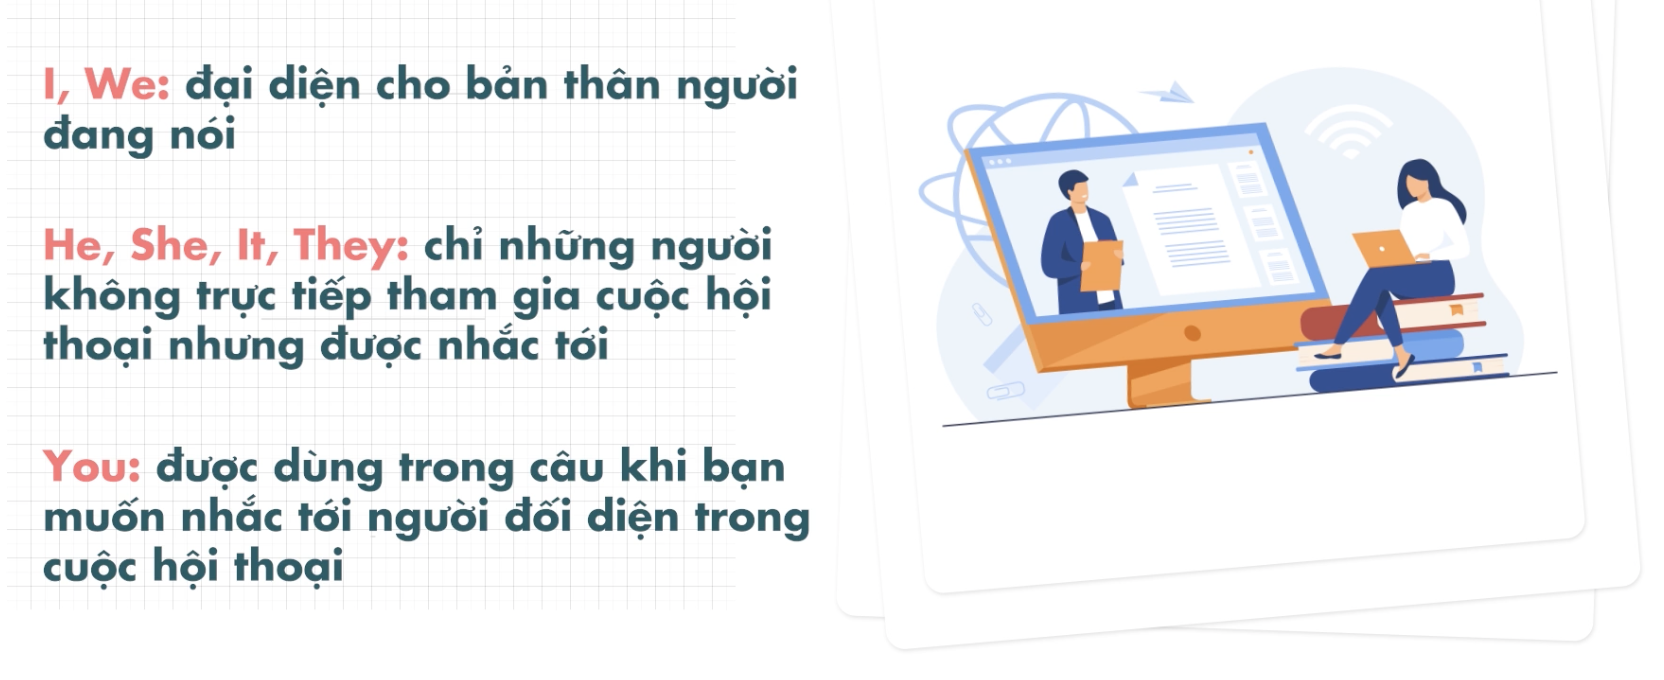 I, We: đại diện cho bản thân người
đang nói
He, She, It, They: chỉ những người
không trực tiếp tham gia cuộc hội
thoại nhưng được nhắc tới
You: được dùng trong câu khi bạn
muốn nhắc tới người đối diện trong
cuộc hội thoại